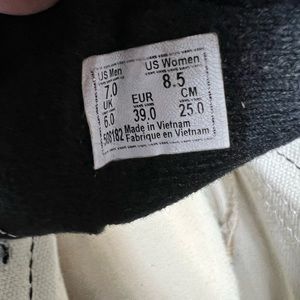 US Men US Women
7.0 8.5
UK EUR CM
6.0 39.0 25.0
508182 Made in Vietnam
Fabriqué en Vietnam